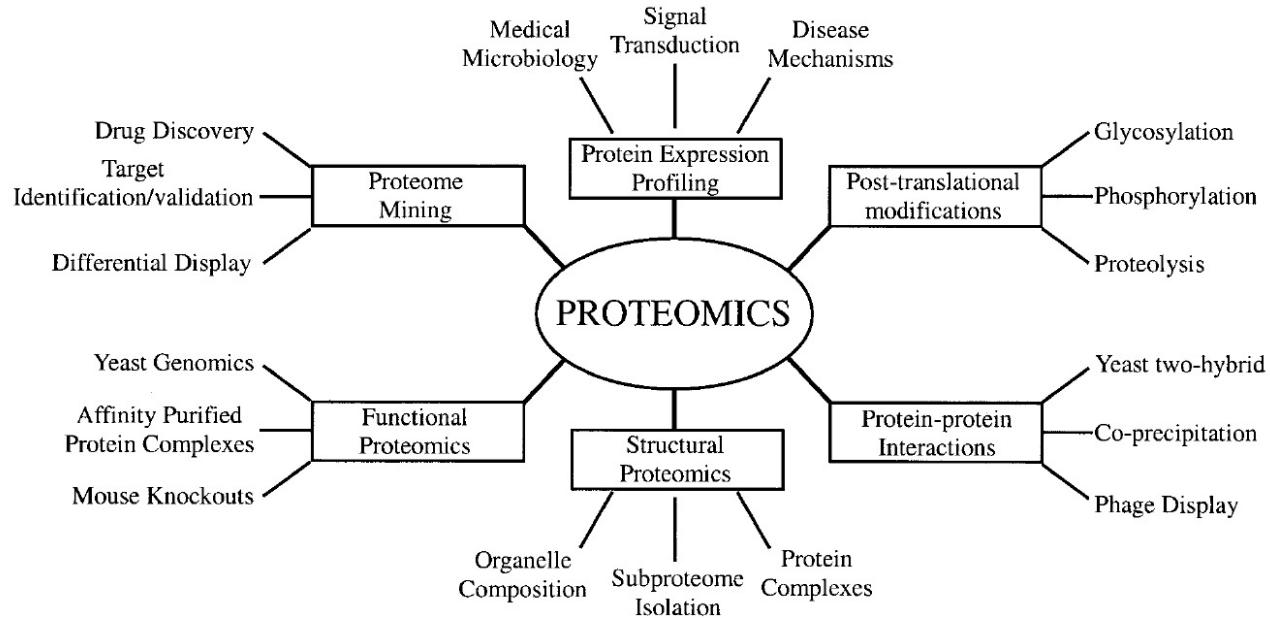 Medical
Microbiology
Signal
Transduction
Disease
Mechanisms
Protein Expression
Profiling
Drug Discovery
Target
Identification/validation
Differential Display
Proteome
Mining
Post-translational
modifications
Glycosylation
Phosphorylation
Proteolysis
PROTEOMICS
Yeast Genomics
Affinity Purified
Protein Complexes
Mouse Knockouts
Functional
Proteomics
Structural
Proteomics
Protein-protein
Interactions
Yeast two-hybrid
Co-precipitation
Phage Display
Organelle
Composition
Subproteome
Isolation
Protein
Complexes